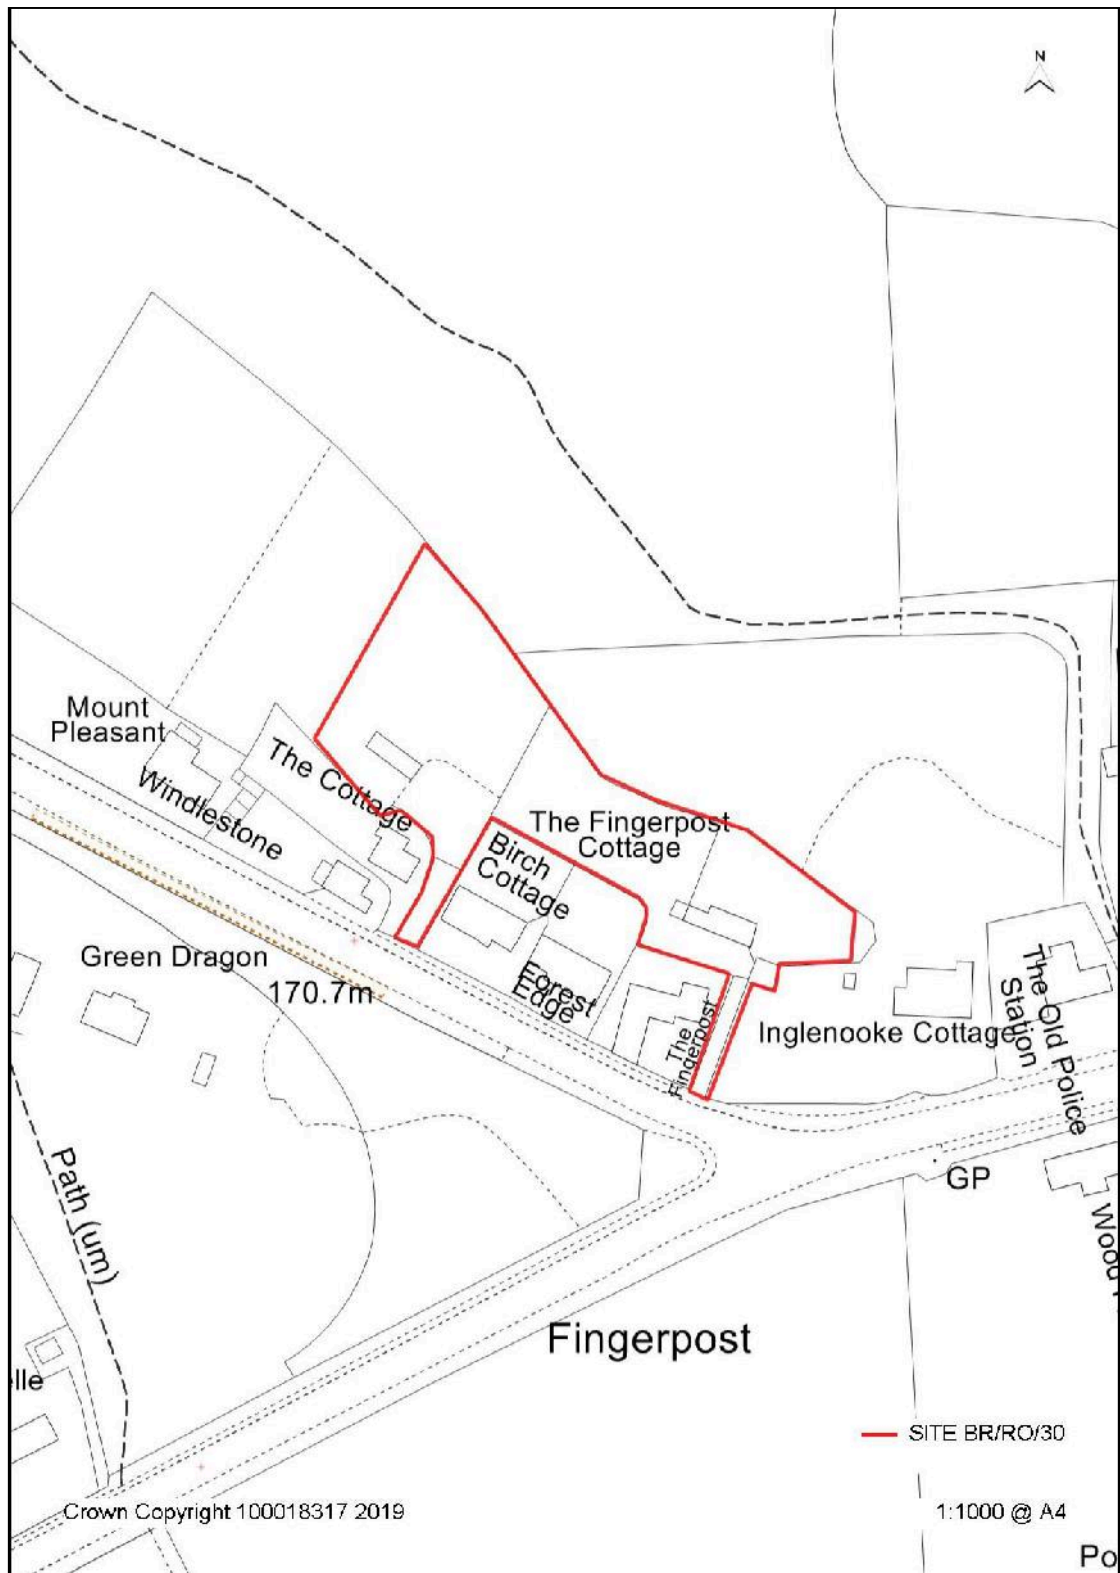 N
Mount
Pleasant
The Cottage
Windlestone
The Fingerpost
Cottage
Birch
Cottage
Green Dragon
170.7m
Forest
Edge
The
Fingerpost
Inglenooke Cottage
The Old Police
Station
GP
Path (um)
Fingerpost
SITE BR/RO/30
Crown Copyright 100018317 2019
1:1000 @ A4